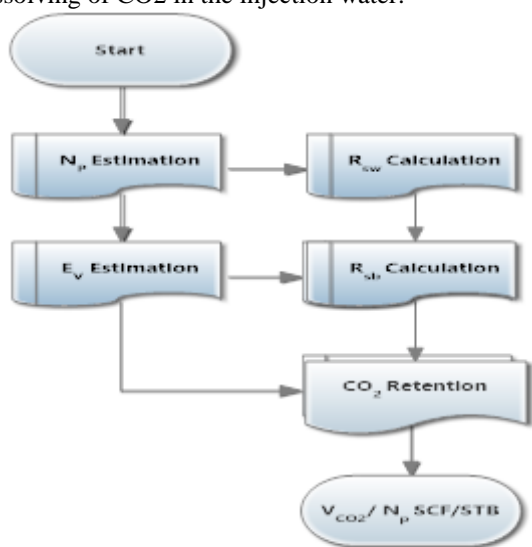 ssolving of CO2 in the injection water.
Start
Np Estimation
Rsw Calculation
Ev Estimation
Rsb Calculation
CO2 Retention
VCO2/ Np SCF/STB